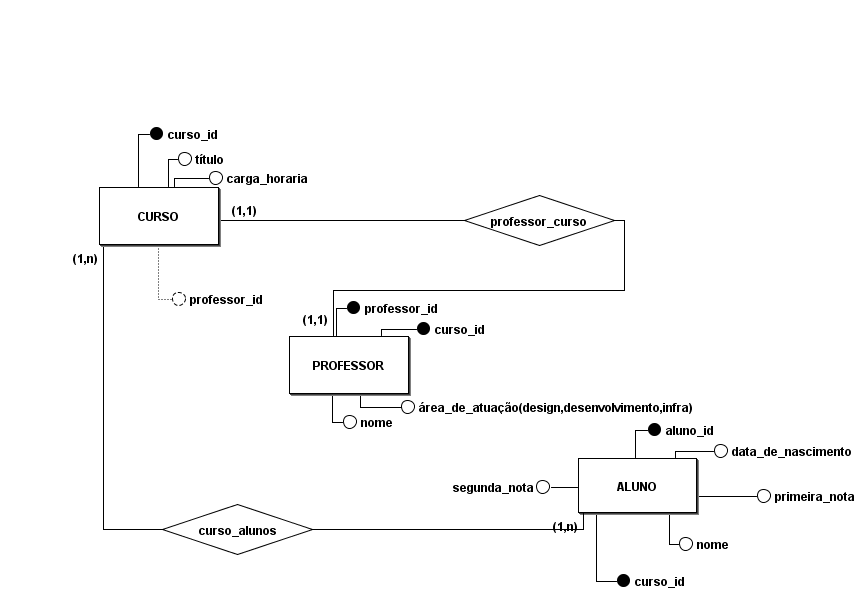 curso_id
título
carga_horaria
CURSO
(1,1)
professor_curso
(1,n)
professor_id
professor_id
(1,1)
curso_id
PROFESSOR
área_de_atuação(design,desenvolvimento,infra)
nome
aluno_id
data_de_nascimento
segunda_nota
ALUNO
primeira_nota
curso_alunos
(1,n)
nome
curso_id